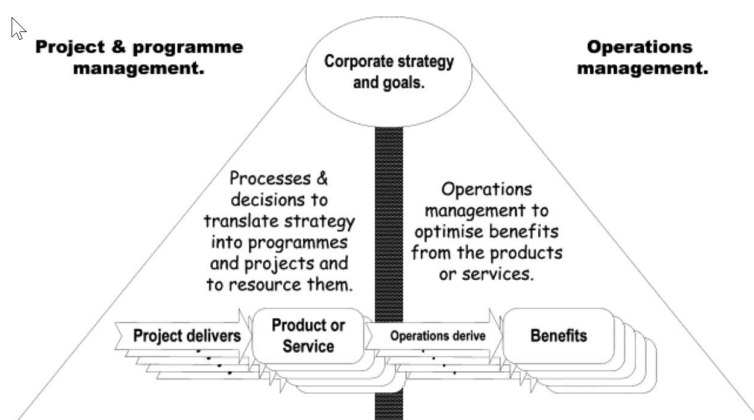 Project & programme
management.
Corporate strategy
and goals.
Operations
management.
Processes &
decisions to
translate strategy
into programmes
and projects and
to resource them.
Operations
management to
optimise benefits
from the products
or services.
Project delivers
Product or
Service
Operations derive
Benefits